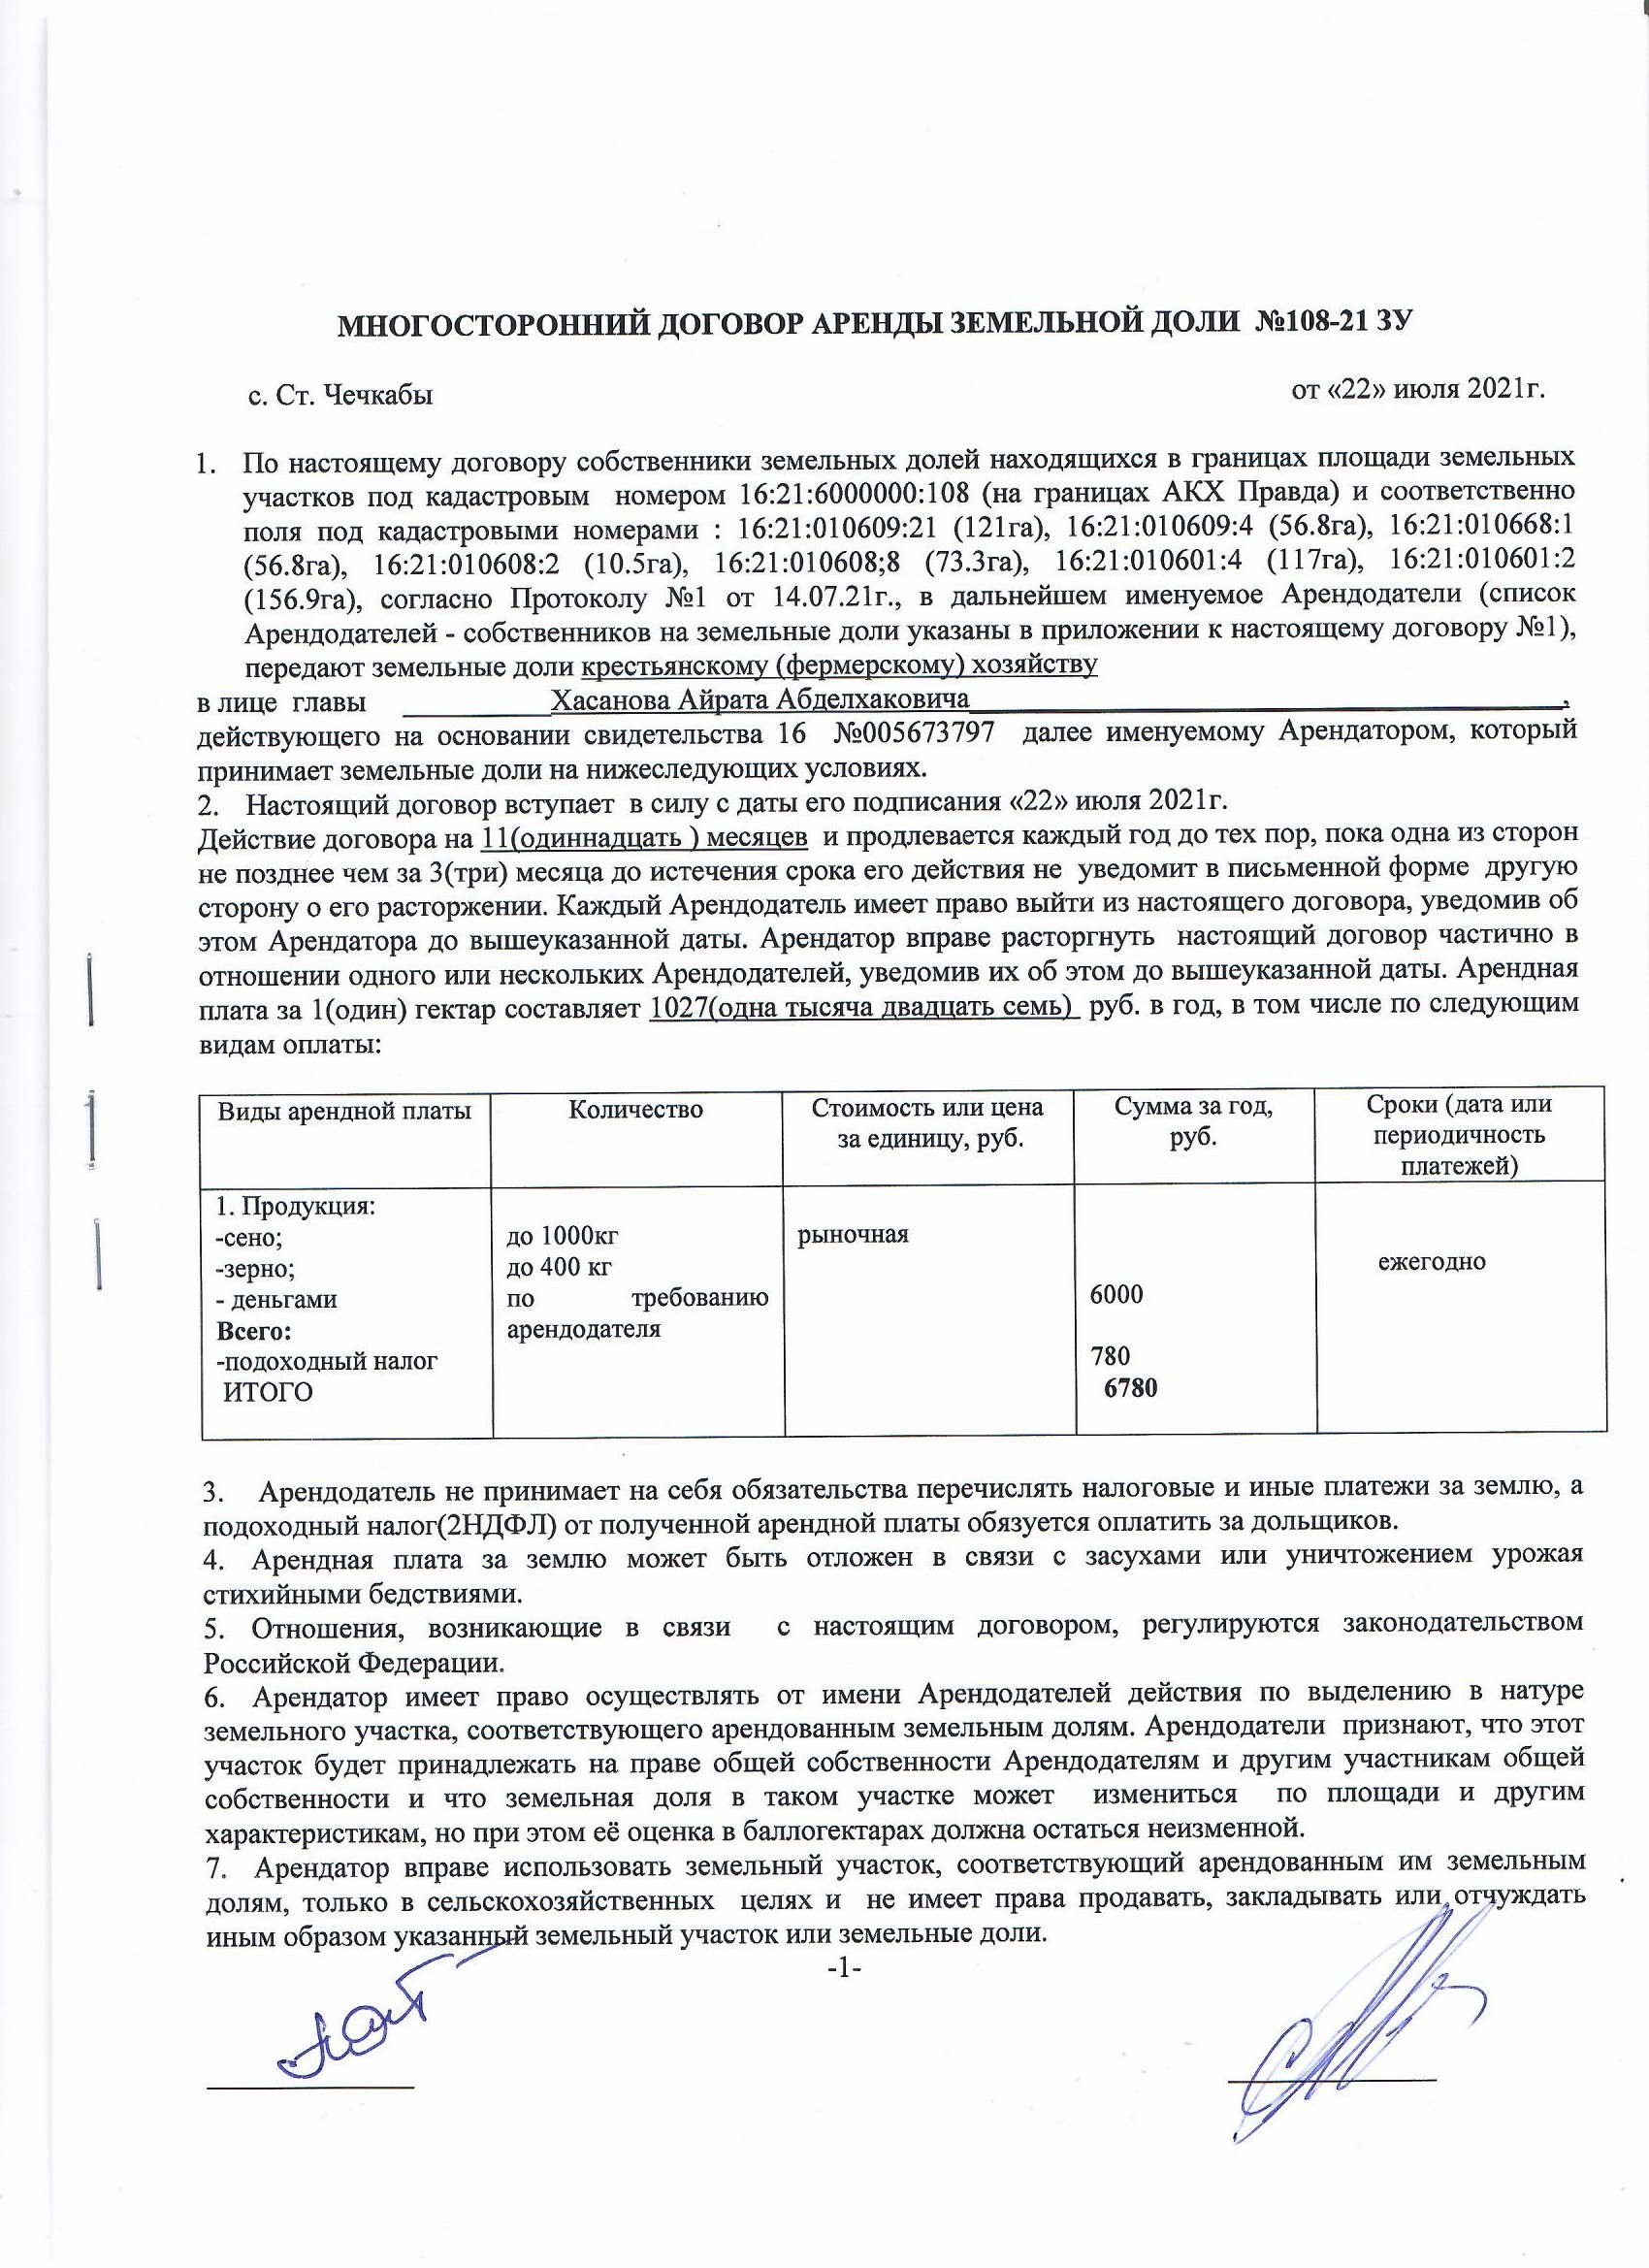 МНОГОСТОРОННИЙ ДОГОВОР АРЕНДЫ ЗЕМЕЛЬНОЙ ДОЛИ №108-21 ЗУ
с. Ст. Чечкабы от «22» июля 2021г.
1. По настоящему договору собственники земельных долей находящихся в границах площади земельных
участков под кадастровым номером 16:21:6000000:108 (на границах АКХ Правда) и соответственно
поля под кадастровыми номерами : 16:21:010609:21 (121га), 16:21:010609:4 (56.8га), 16:21:010668:1
(56.8га), 16:21:010608:2 (10.5га), 16:21:010608;8 (73.3га), 16:21:010601:4 (117га), 16:21:010601:2
(156.9га), согласно Протоколу №1 от 14.07.21г., в дальнейшем именуемое Арендодатели (список
Арендодателей - собственников на земельные доли указаны в приложении к настоящему договору №1),
передают земельные доли крестьянскому (фермерскому) хозяйству
в лице главы Хасанова Айрата Абделхаковича,
действующего на основании свидетельства 16 №005673797 далее именуемому Арендатором, который
принимает земельные доли на нижеследующих условиях.
2. Настоящий договор вступает в силу с даты его подписания «22» июля 2021г.
Действие договора на 11(одиннадцать ) месяцев и продлевается каждый год до тех пор, пока одна из сторон
не позднее чем за 3(три) месяца до истечения срока его действия не уведомит в письменной форме другую
сторону о его расторжении. Каждый Арендодатель имеет право выйти из настоящего договора, уведомив об
этом Арендатора до вышеуказанной даты. Арендатор вправе расторгнуть настоящий договор частично в
отношении одного или нескольких Арендодателей, уведомив их об этом до вышеуказанной даты. Арендная
плата за 1(один) гектар составляет 1027(одна тысяча двадцать семь) руб. в год, в том числе по следующим
видам оплаты:
Виды арендной платы Количество Стоимость или цена Сумма за год, Сроки (дата или
за единицу, руб. руб. периодичность
платежей)
1. Продукция:
-сено; до 1000кг рыночная
-зерно; до 400 кг ежегодно
- деньгами по требованию 6000
Всего: арендодателя
-подоходный налог 780
ИТОГО 6780
3. Арендодатель не принимает на себя обязательства перечислять налоговые и иные платежи за землю, а
подоходный налог(2НДФЛ) от полученной арендной платы обязуется оплатить за дольщиков.
4. Арендная плата за землю может быть отложен в связи с засухами или уничтожением урожая
стихийными бедствиями.
5. Отношения, возникающие в связи с настоящим договором, регулируются законодательством
Российской Федерации.
6. Арендатор имеет право осуществлять от имени Арендодателей действия по выделению в натуре
земельного участка, соответствующего арендованным земельным долям. Арендодатели признают, что этот
участок будет принадлежать на праве общей собственности Арендодателям и другим участникам общей
собственности и что земельная доля в таком участке может измениться по площади и другим
характеристикам, но при этом её оценка в баллогектарах должна остаться неизменной.
7. Арендатор вправе использовать земельный участок, соответствующий арендованным им земельным
долям, только в сельскохозяйственных целях и не имеет права продавать, закладывать или отчуждать
иным образом указанный земельный участок или земельные доли.
-1-